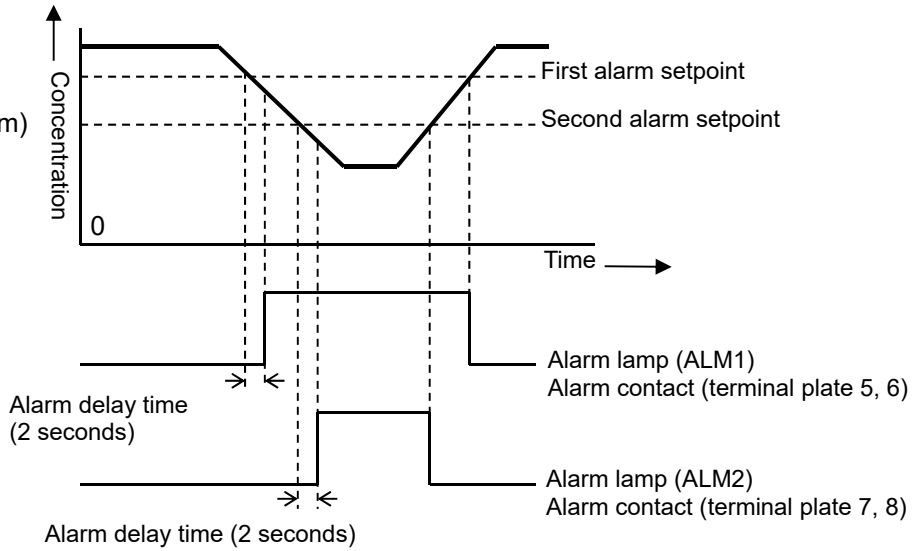 Concentration
First alarm setpoint
m)
Second alarm setpoint
0
Time
Alarm lamp (ALM1)
Alarm contact (terminal plate 5, 6)
Alarm delay time
(2 seconds)
Alarm lamp (ALM2)
Alarm contact (terminal plate 7, 8)
Alarm delay time (2 seconds)